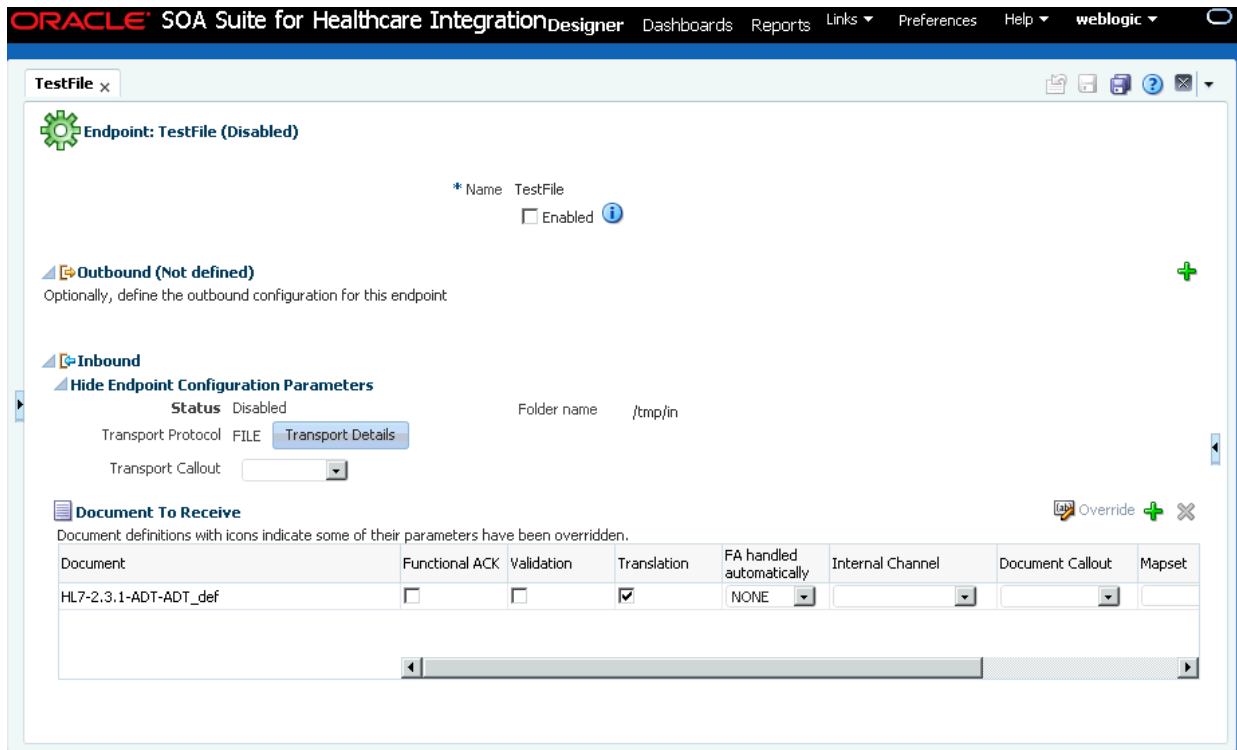 ORACLE SOA Suite for Healthcare Integration Designer Dashboards Reports Links Preferences Help weblogic
TestFile
Endpoint: TestFile (Disabled)
* Name TestFile
Enabled
Outbound (Not defined)
Optionally, define the outbound configuration for this endpoint
Inbound
Hide Endpoint Configuration Parameters
Status Disabled Folder name /tmp/in
Transport Protocol FILE Transport Details
Transport Callout
Document To Receive Override
Document definitions with icons indicate some of their parameters have been overridden.
Document Functional ACK Validation Translation FA handled automatically Internal Channel Document Callout Mapset
HL7-2.3.1-ADT-ADT_def NONE